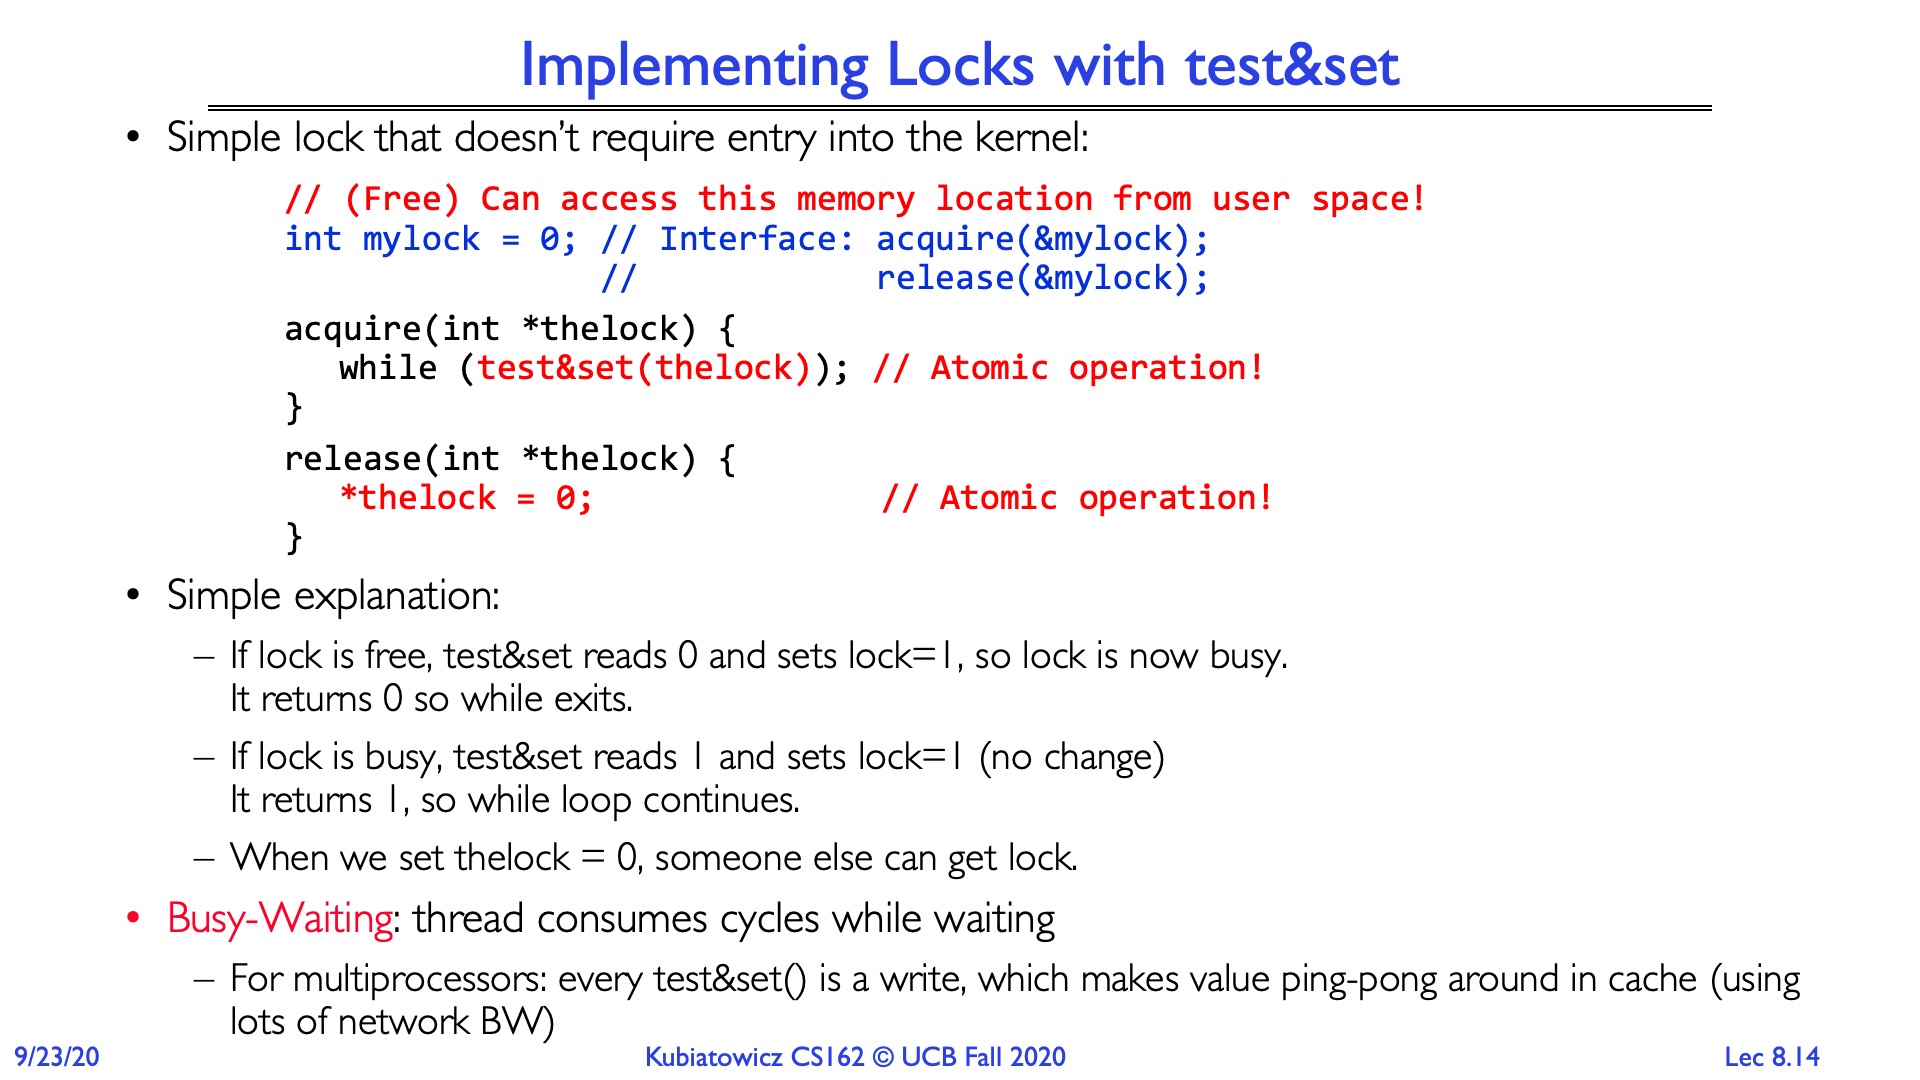 Implementing Locks with test&set
• Simple lock that doesn't require entry into the kernel:
// (Free) Can access this memory location from user space!
int mylock = 0; // Interface: acquire(&mylock);
// release(&mylock);
acquire(int *thelock) {
while (test&set(thelock)); // Atomic operation!
}
release(int *thelock) {
*thelock = 0; // Atomic operation!
}
• Simple explanation:
– If lock is free, test&set reads 0 and sets lock=1, so lock is now busy.
It returns 0 so while exits.
– If lock is busy, test&set reads 1 and sets lock=1 (no change)
It returns 1, so while loop continues.
– When we set thelock = 0, someone else can get lock.
• Busy-Waiting: thread consumes cycles while waiting
– For multiprocessors: every test&set() is a write, which makes value ping-pong around in cache (using
lots of network BW)
9/23/20 Kubiatowicz CS162 © UCB Fall 2020 Lec 8.14